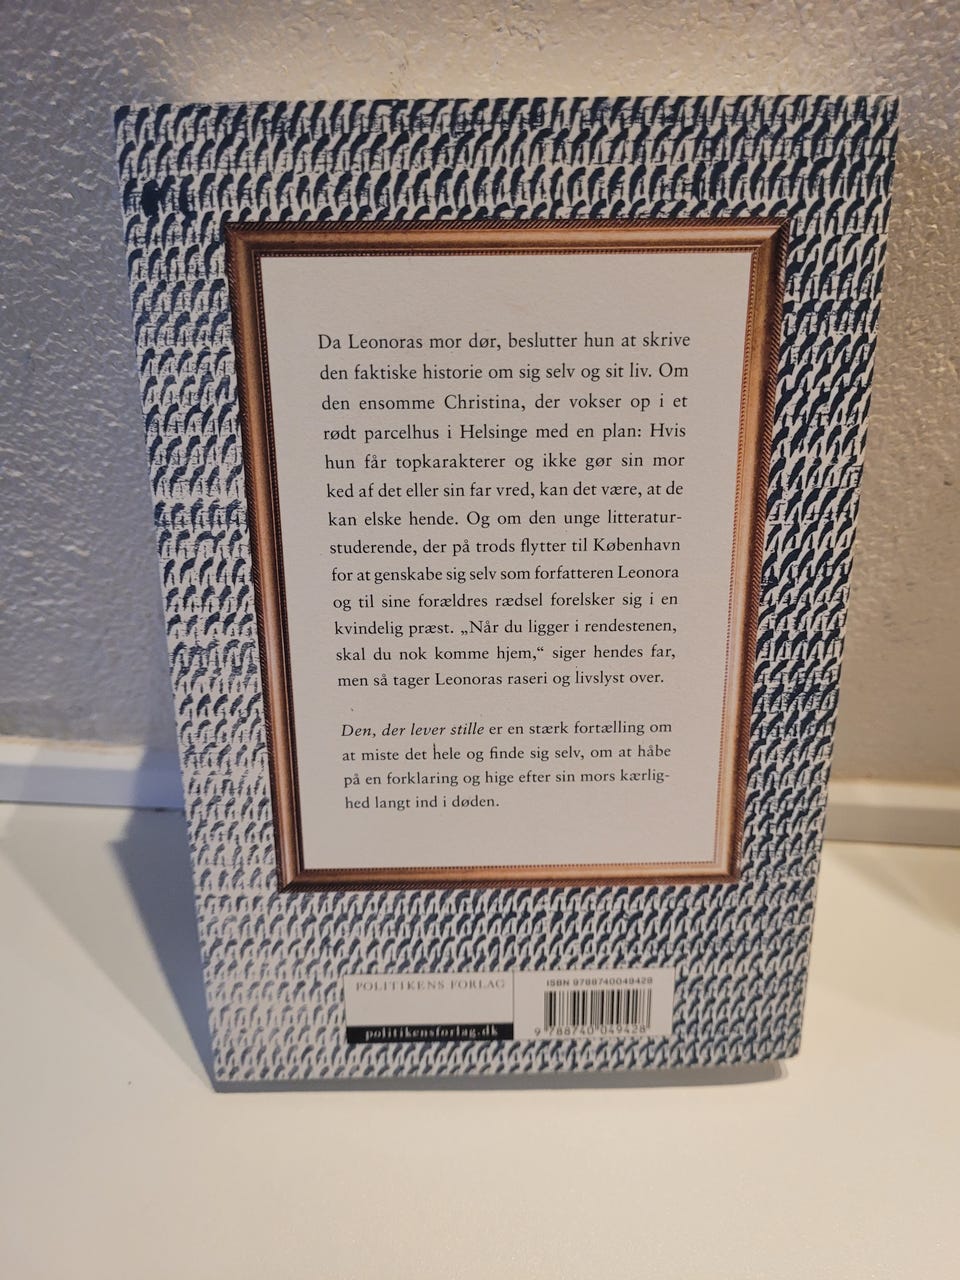 Da Leonoras mor dør, beslutter hun at skrive
den faktiske historie om sig selv og sit liv. Om
den ensomme Christina, der vokser op i et
rødt parcelhus i Helsinge med en plan: Hvis
hun får topkarakterer og ikke gør sin mor
ked af det eller sin far vred, kan det være, at de
kan elske hende. Og om den unge litteratur-
studerende, der på trods flytter til København
for at genskabe sig selv som forfatteren Leonora
og til sine forældres rædsel forelsker sig i en
kvindelig præst. „Når du ligger i rendestenen,
skal du nok komme hjem,“ siger hendes far,
men så tager Leonoras raseri og livslyst over.
Den, der lever stille er en stærk fortælling om
at miste det hele og finde sig selv, om at håbe
på en forklaring og hige efter sin mors kærlig-
hed langt ind i døden.
POLITIKENS FORLAG
politikensforlag.dk
ISBN 9788740049428
9 788740 049428